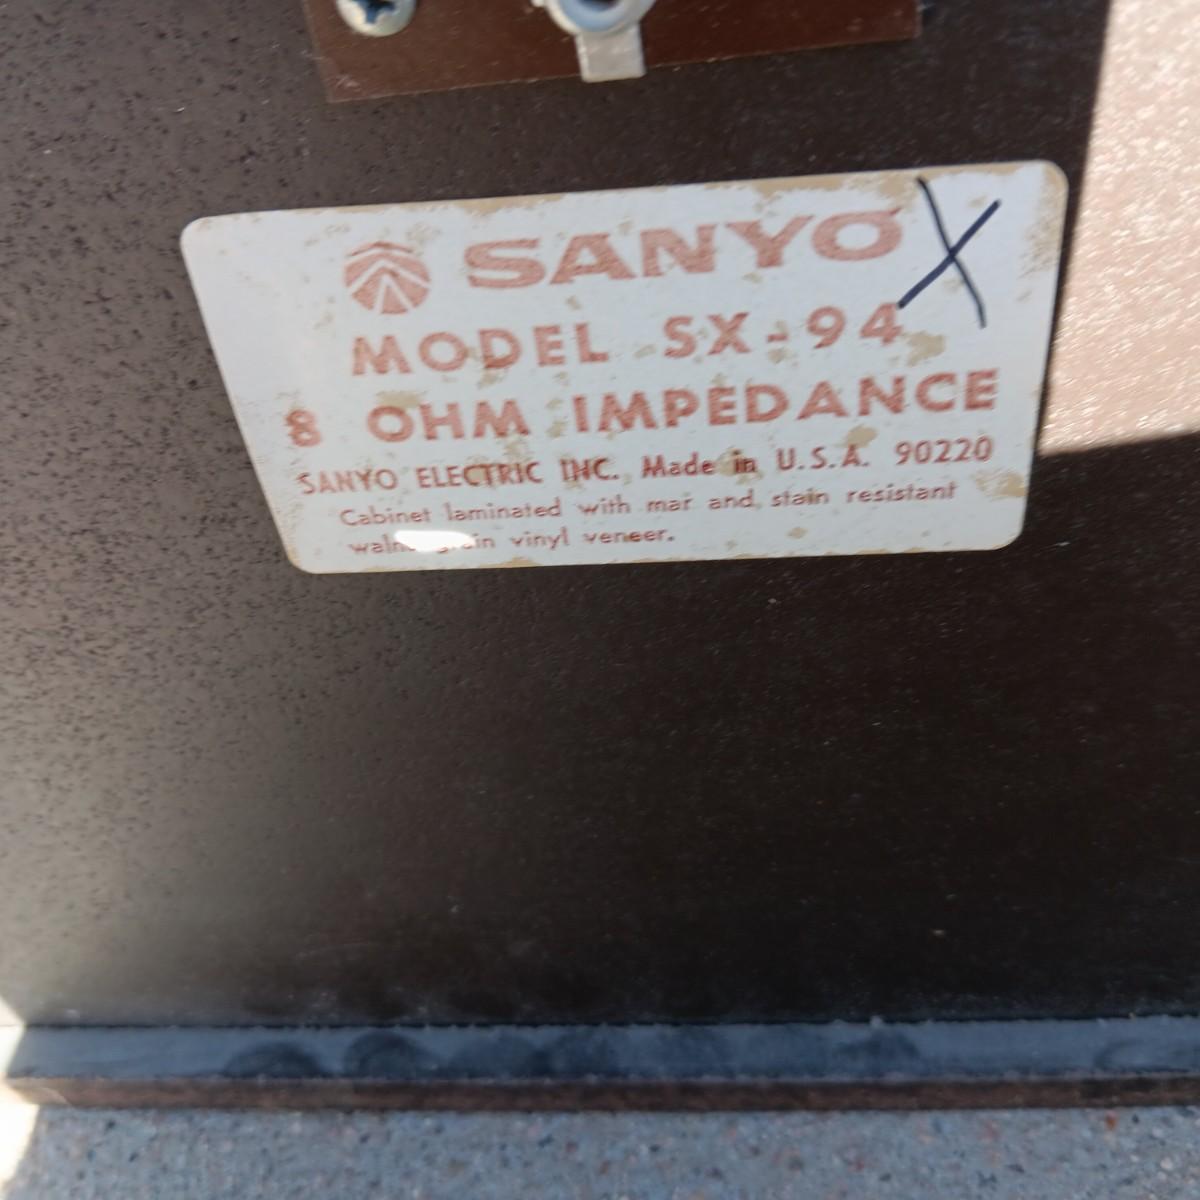 SANYO X
MODEL SX-94
8 OHM IMPEDANCE
SANYO ELECTRIC INC. Made in U.S.A. 90220
Cabinet laminated with mar and, stain resistant
vinyl veneer.